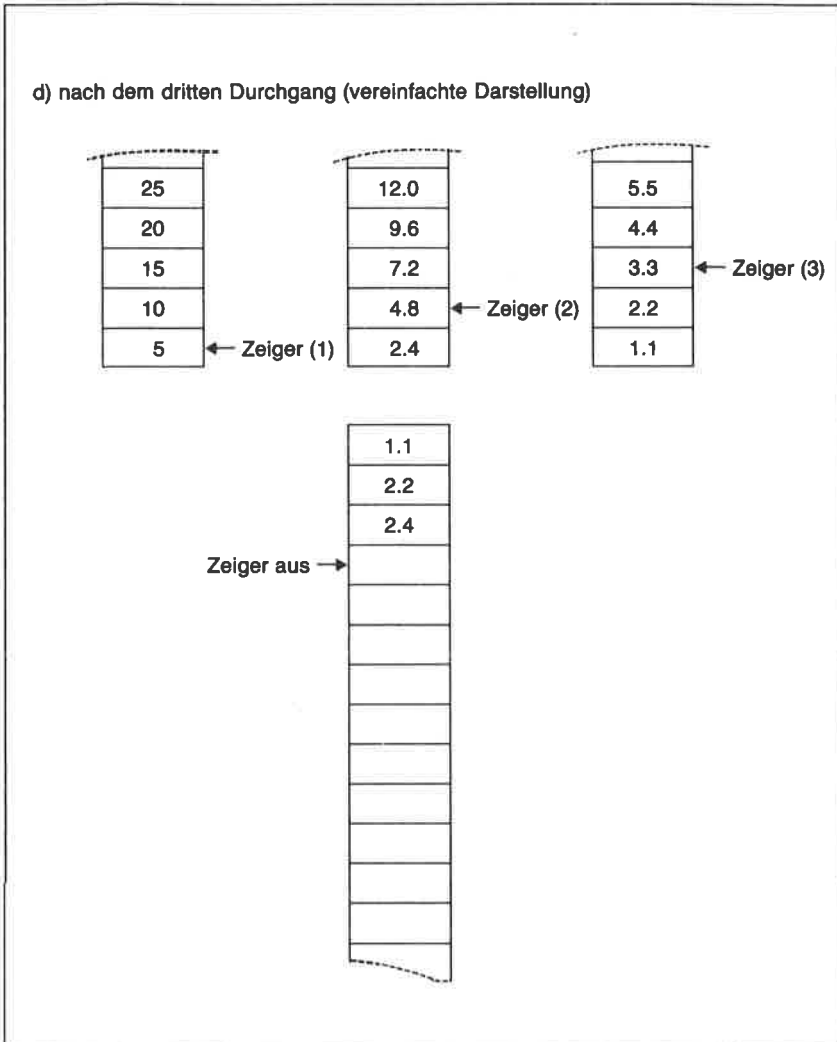 d) nach dem dritten Durchgang (vereinfachte Darstellung)
25 12.0 5.5
20 9.6 4.4
15 7.2 3.3 Zeiger (3)
10 4.8 Zeiger (2) 2.2
5 Zeiger (1) 2.4 1.1
1.1
2.2
2.4
Zeiger aus